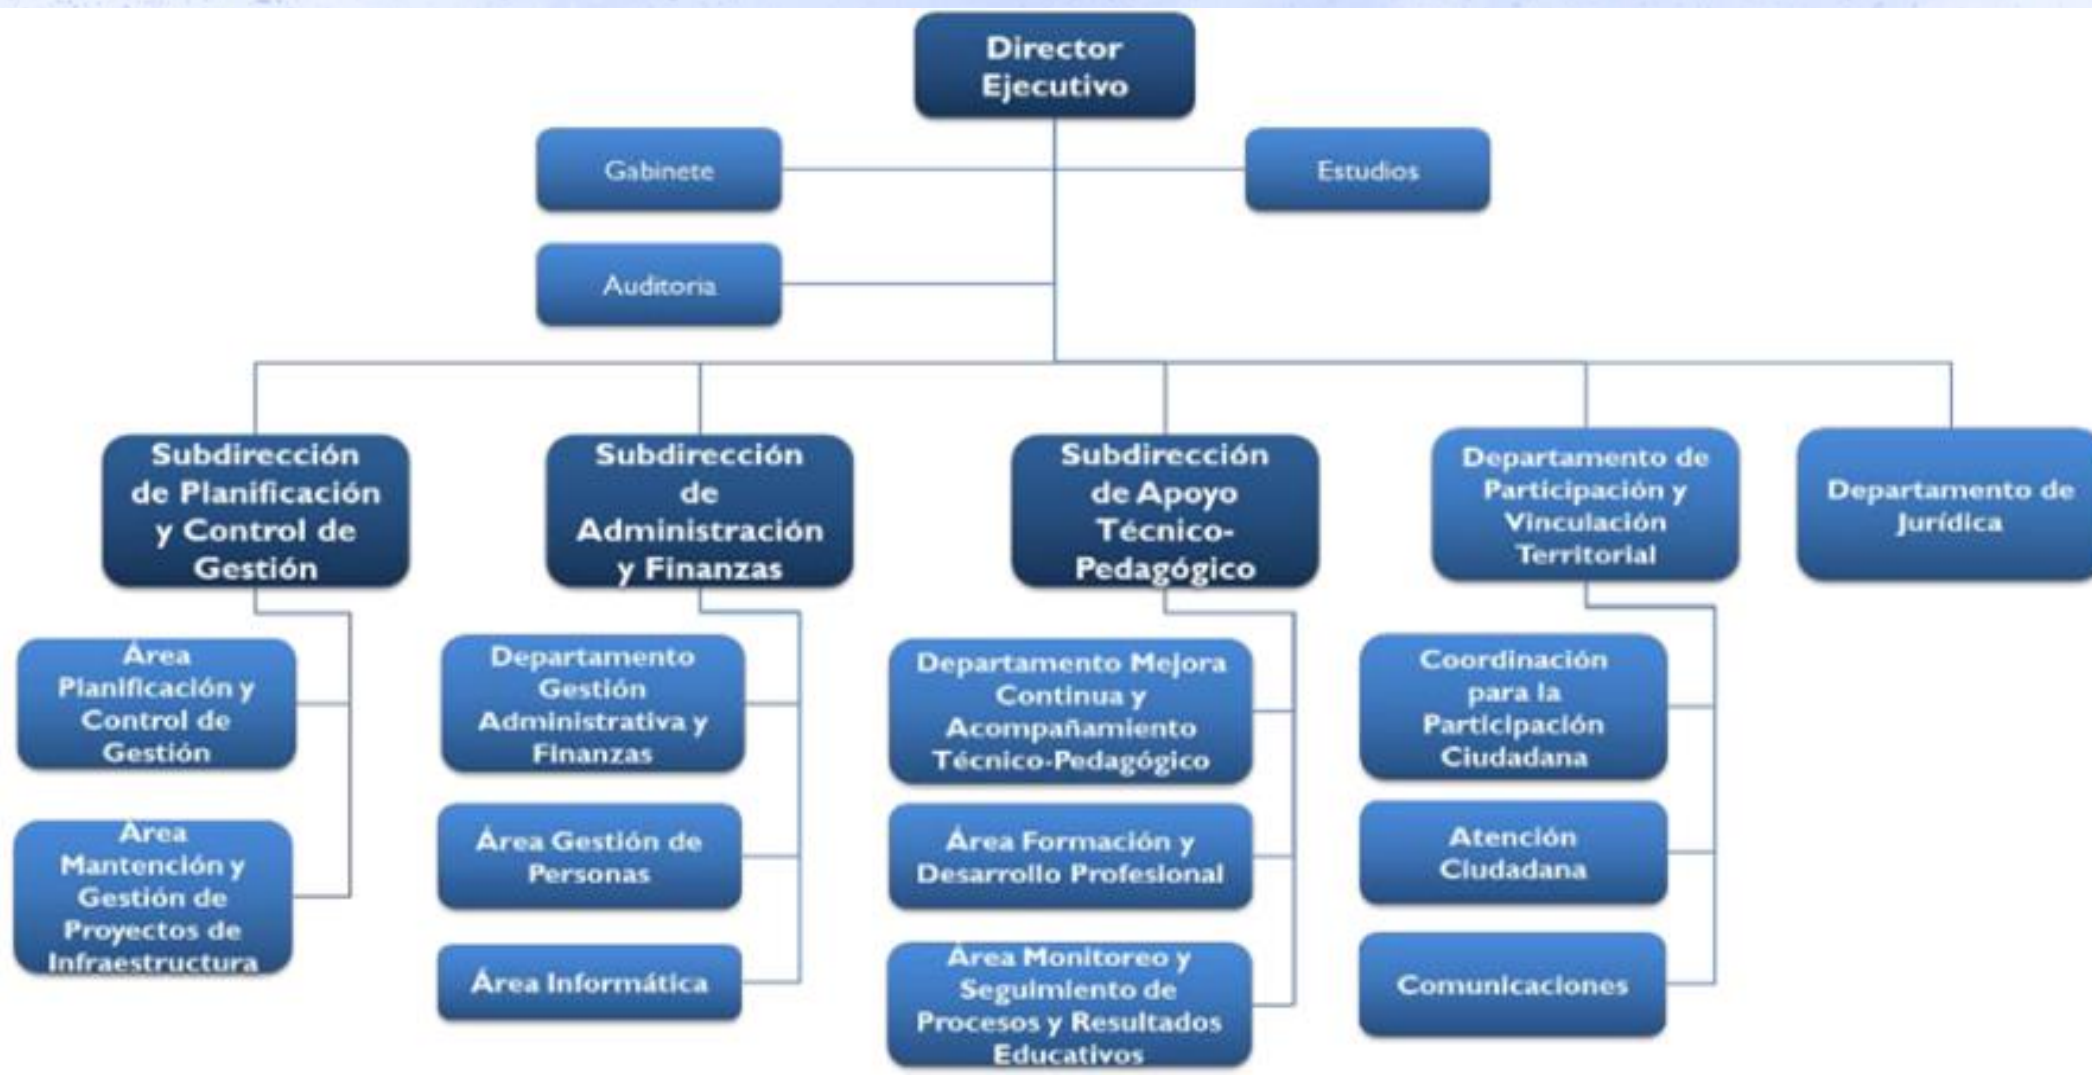 Director
Ejecutivo
Gabinete
Estudios
Auditoria
Subdirección
de Planificación
y Control de
Gestión
Subdirección
de
Administración
y Finanzas
Subdirección
de Apoyo
Técnico-
Pedagógico
Departamento de
Participación y
Vinculación
Territorial
Departamento de
Jurídica
Área
Planificación y
Control de
Gestión
Área
Mantención y
Gestión de
Proyectos de
Infraestructura
Departamento
Gestión
Administrativa y
Finanzas
Área Gestión de
Personas
Área Informática
Departamento Mejora
Continua y
Acompañamiento
Técnico-Pedagógico
Área Formación y
Desarrollo Profesional
Área Monitoreo y
Seguimiento de
Procesos y Resultados
Educativos
Coordinación
para la
Participación
Ciudadana
Atención
Ciudadana
Comunicaciones